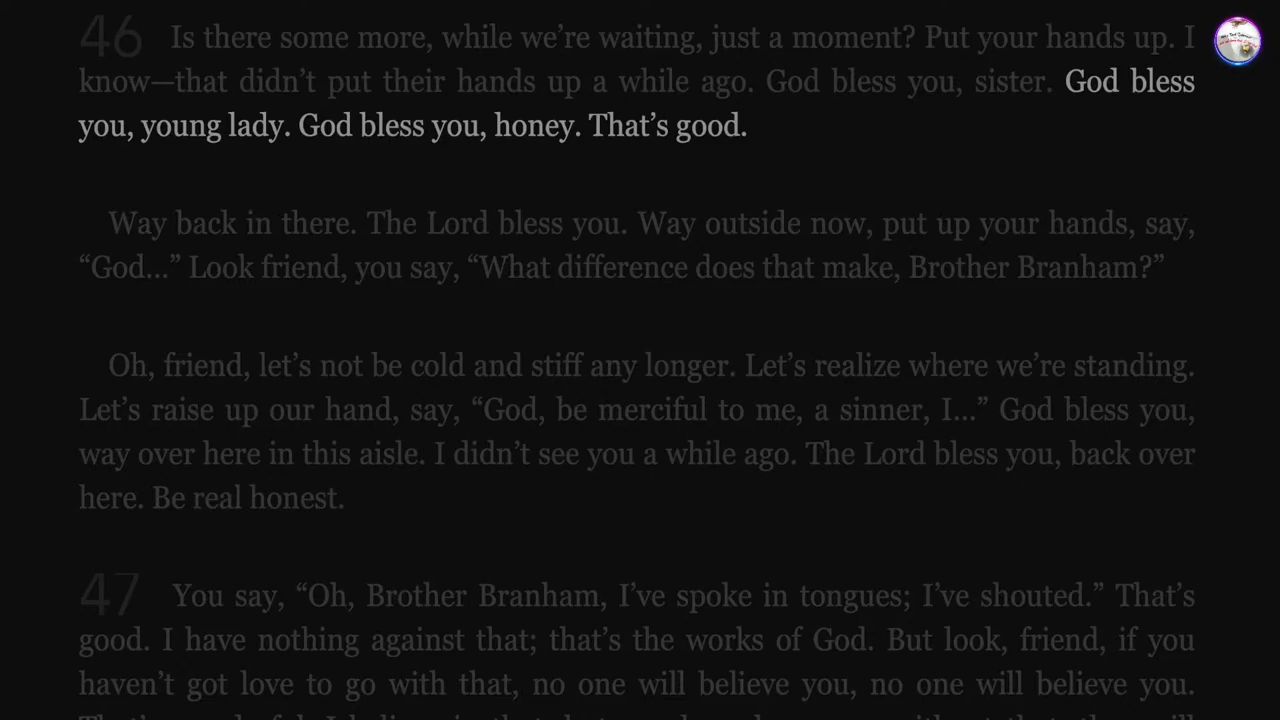 46 Is there some more, while we’re waiting, just a moment? Put your hands up. I
know—that didn’t put their hands up a while ago. God bless you, sister. God bless
you, young lady. God bless you, honey. That’s good.
Way back in there. The Lord bless you. Way outside now, put up your hands, say,
“God...” Look friend, you say, “What difference does that make, Brother Branham?”
Oh, friend, let’s not be cold and stiff any longer. Let’s realize where we’re standing.
Let’s raise up our hand, say, “God, be merciful to me, a sinner, I...” God bless you,
way over here in this aisle. I didn’t see you a while ago. The Lord bless you, back over
here. Be real honest.
47 You say, “Oh, Brother Branham, I’ve spoke in tongues; I’ve shouted.” That’s
good. I have nothing against that; that’s the works of God. But look, friend, if you
haven’t got love to go with that, no one will believe you, no one will believe you.